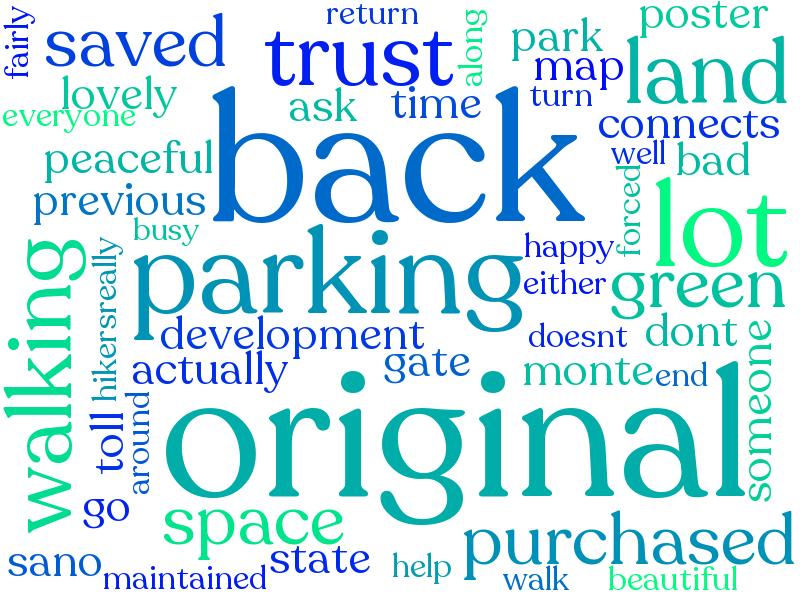 fairly
return
along
poster
saved
trust
park
map
land
lovely
everyone
ask
time
turn
connects
back
well
bad
peaceful
previous
busy
forced
lot
happy
parking
either
green
walking
hikers
really
development
doesnt
dont
actually
gate
monte
end
someone
original
toll
around
go
space
purchased
sano
maintained
state
help
walk
beautiful